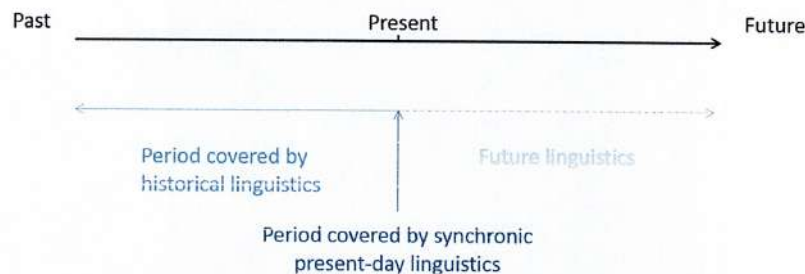 Past
Present
Future
Period covered by
historical linguistics
Future linguistics
Period covered by synchronic
present-day linguistics